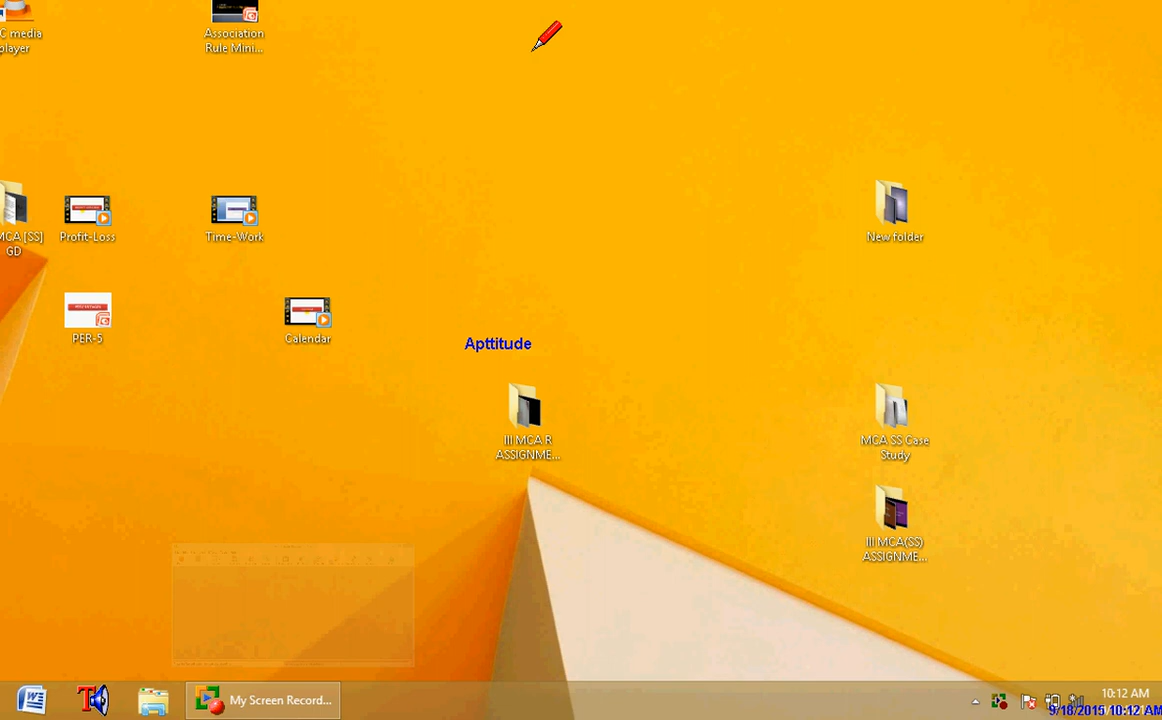 C media
player
Association
Rule Mini...
MCA [SS]
GD
Profit-Loss
Time-Work
New folder
PER-5
Calendar
Apttitude
III MCA R
ASSIGNME...
MCA SS Case
Study
III MCA(SS)
ASSIGNME...
My Screen Record...
10:12 AM
9/18/2015 10:12 AM